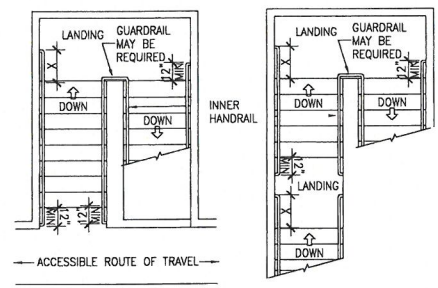 LANDING
GUARDRAIL
MAY BE
REQUIRED
X
12"
MIN
DOWN
DOWN
INNER
HANDRAIL
12"
MIN
12"
MIN
ACCESSIBLE ROUTE OF TRAVEL
LANDING
GUARDRAIL
MAY BE
REQUIRED
X
12"
MIN
DOWN
DOWN
12"
MIN
LANDING
X
DOWN